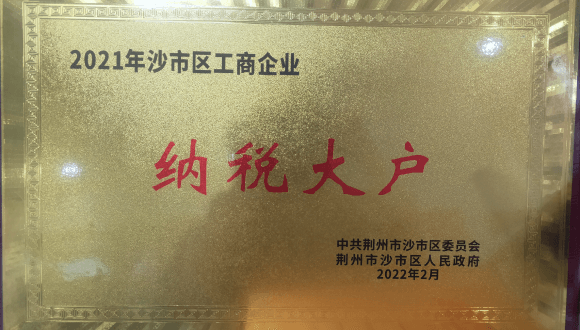 2021年沙市区工商企业
纳税大户
中共荆州市沙市区委员会
荆州市沙市区人民政府
2022年2月